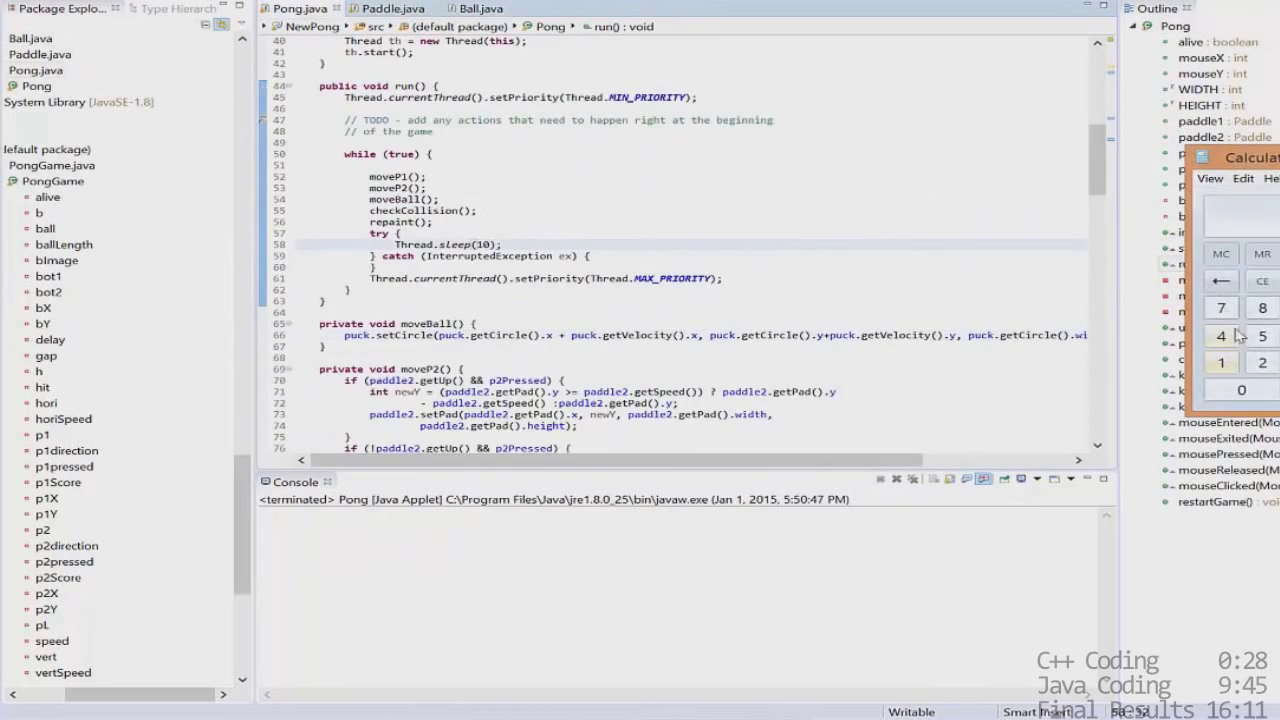 Package Explo...
Type Hierarch
Ball.java
Paddle.java
Pong.java
Pong
System Library [JavaSE-1.8]
efault package)
PongGame.java
PongGame
alive
b
ball
ballLength
bImage
bot1
bot2
bX
bY
delay
gap
h
hit
hori
horiSpeed
p1
p1direction
p1pressed
p1Score
p1X
p1Y
p2
p2direction
p2pressed
p2Score
p2X
p2Y
pL
speed
vert
vertSpeed
Pong.java
Paddle.java
Ball.java
NewPong src (default package) Pong run() : void
40 Thread th = new Thread(this);
41 th.start();
42 }
43
44 public void run() {
45 Thread.currentThread().setPriority(Thread.MIN_PRIORITY);
46
47 // TODO - add any actions that need to happen right at the beginning
48 // of the game
49
50 while (true) {
51
52 moveP1();
53 moveP2();
54 moveBall();
55 checkCollision();
56 repaint();
57 try {
58 Thread.sleep(10);
59 } catch (InterruptedException ex) {
60 }
61 Thread.currentThread().setPriority(Thread.MAX_PRIORITY);
62 }
63 }
64
65 private void moveBall() {
66 puck.setCircle(puck.getCircle().x + puck.getVelocity().x, puck.getCircle().y+puck.getVelocity().y, puck.getCircle().wi
67 }
68
69 private void moveP2() {
70 if (paddle2.getUp() && p2Pressed) {
71 int newY = (paddle2.getPad().y >= paddle2.getSpeed()) ? paddle2.getPad().y
72 - paddle2.getSpeed() :paddle2.getPad().y;
73 paddle2.setPad(paddle2.getPad().x, newY, paddle2.getPad().width,
74 paddle2.getPad().height);
75 }
76 if (!paddle2.getUp() && p2Pressed) {
Console
<terminated> Pong [Java Applet] C:\Program Files\Java\jre1.8.0_25\bin\javaw.exe (Jan 1, 2015, 5:50:47 PM)
Outline
Pong
alive : boolean
mouseX : int
mouseY : int
WIDTH : int
HEIGHT : int
paddle1 : Paddle
paddle2 : Paddle
Calculat
View Edit He
MC MR
← CE
7 8
4 5
1 2
0
mouseEntered(Mo
mouseExited(Mou
mousePressed(Mo
mouseReleased(M
mouseClicked(Mou
restartGame() : voi
C++ Coding 0:28
Java Coding 9:45
Final Results 16:11
Writable
Smart Insert